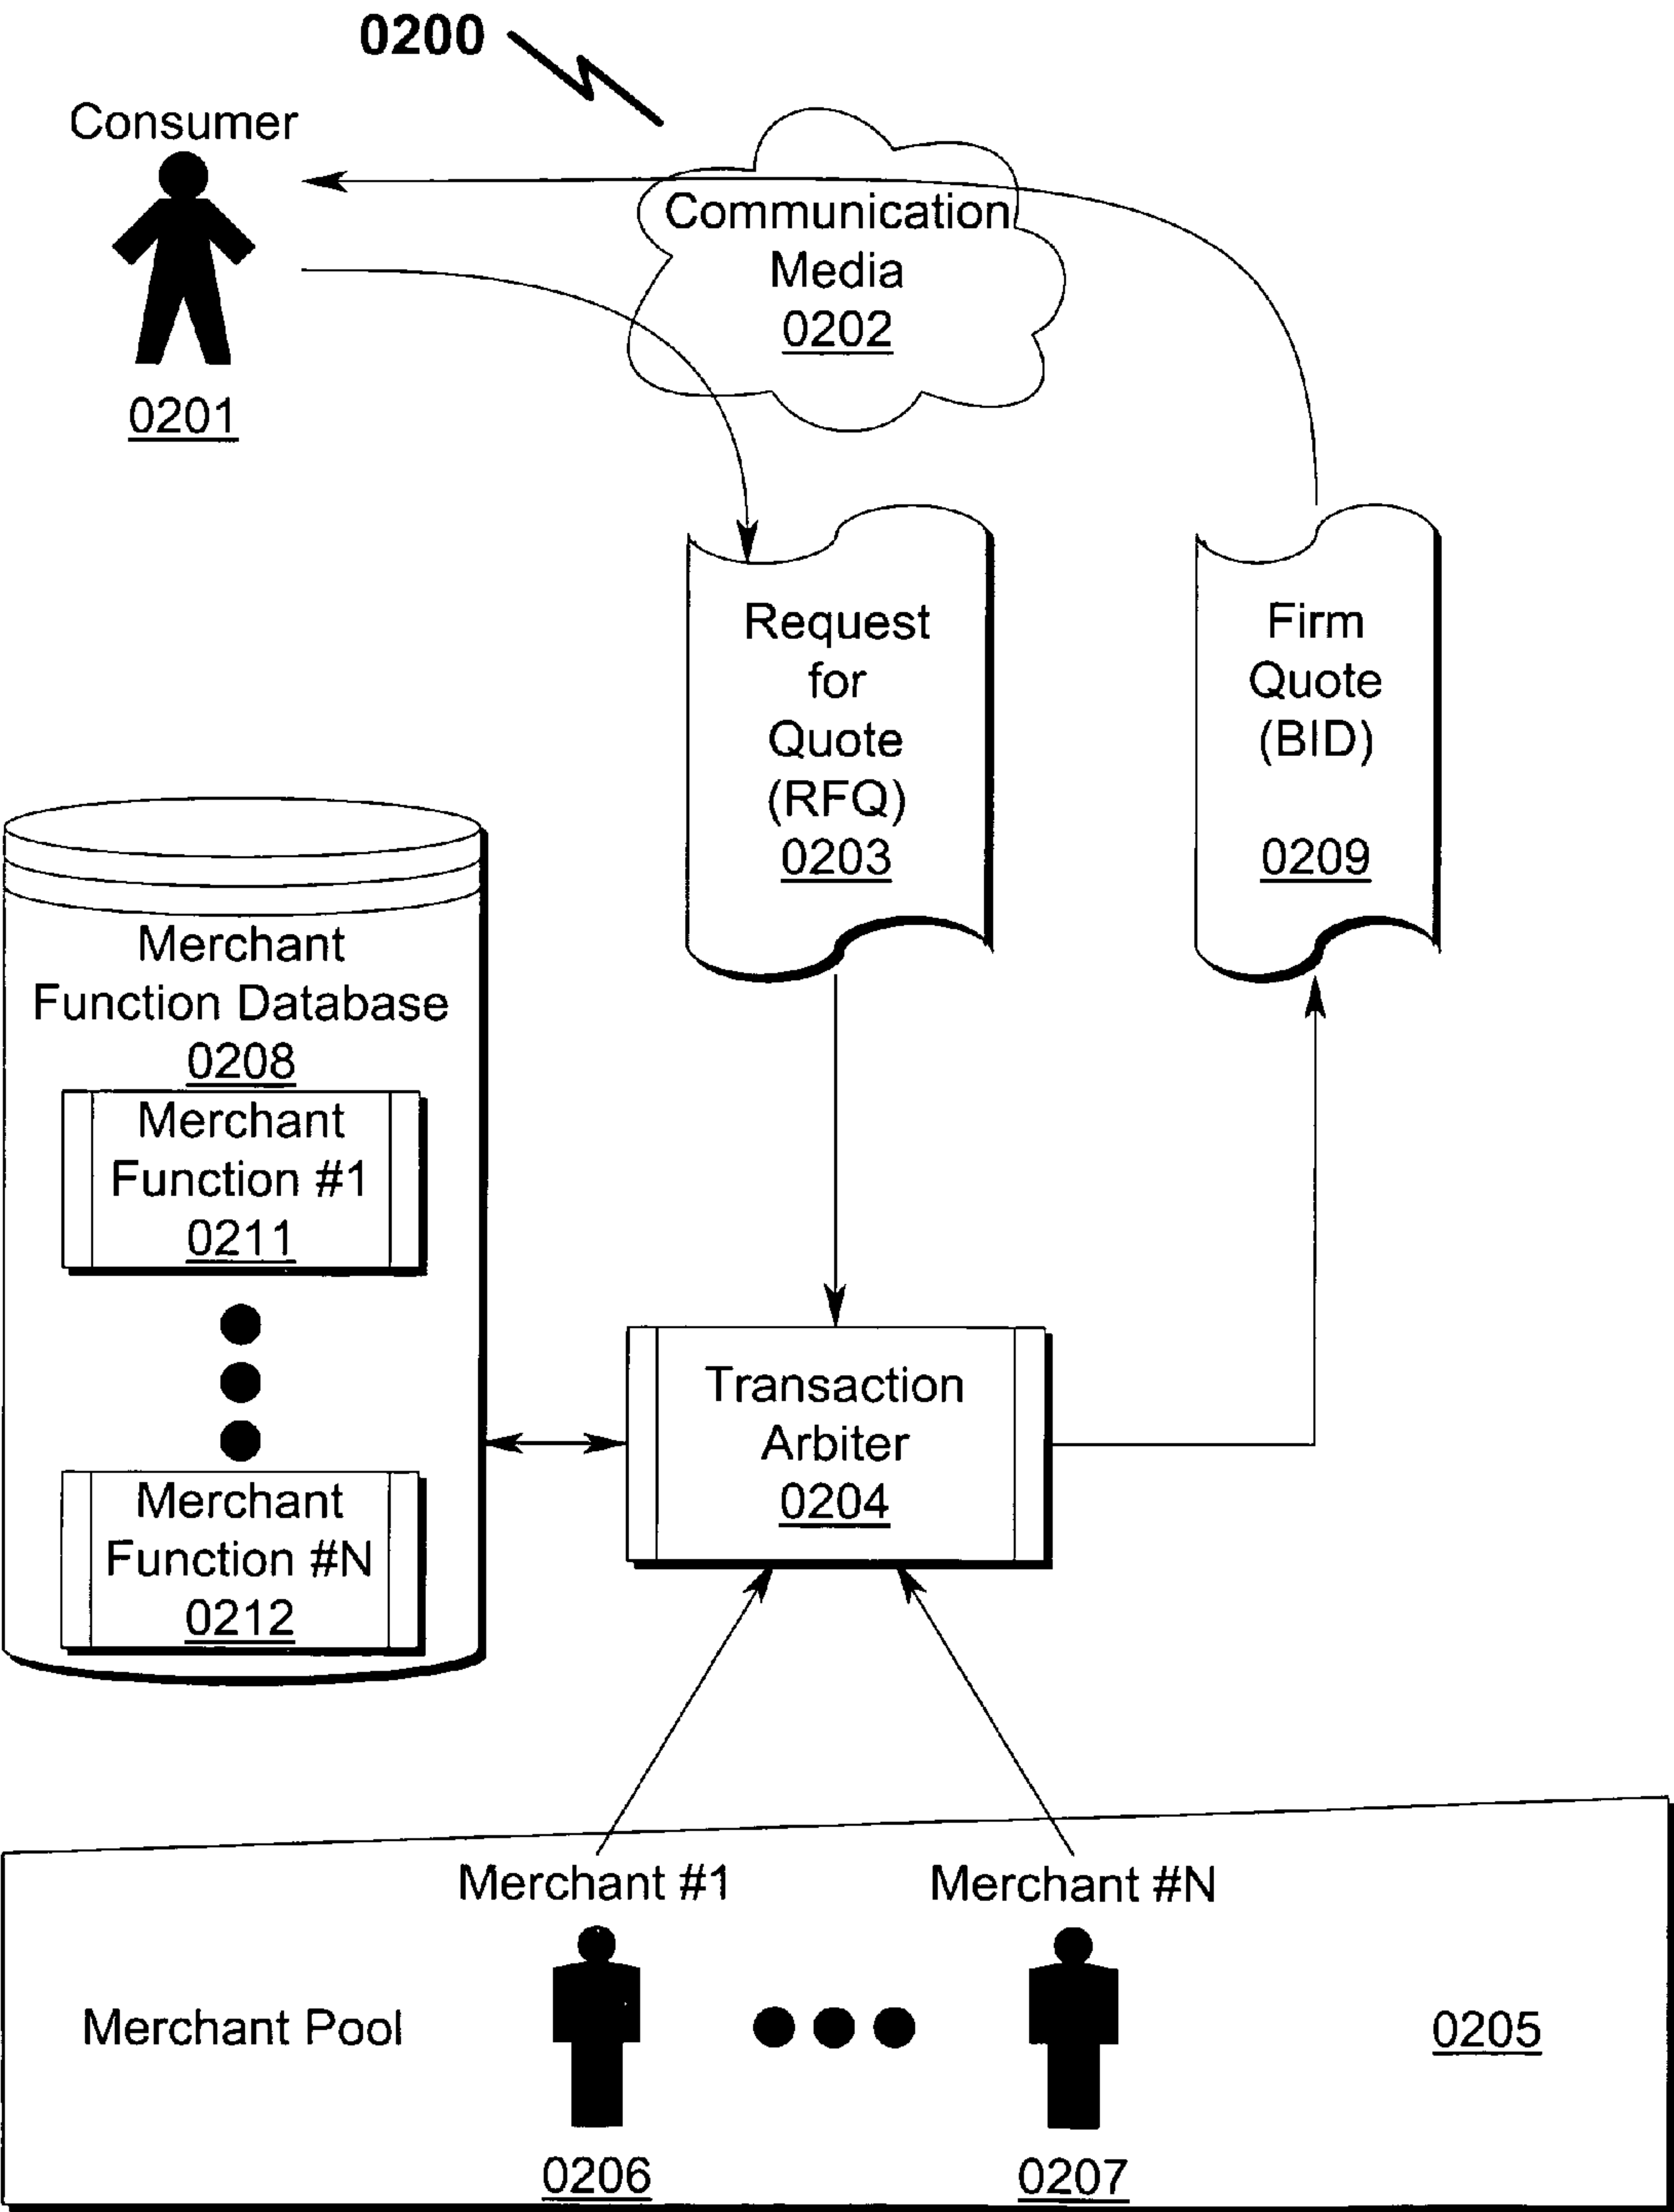 0200
Consumer
0201
Communication
Media
0202
Request
for
Quote
(RFQ)
0203
Firm
Quote
(BID)
0209
Merchant
Function Database
0208
Merchant
Function #1
0211
Merchant
Function #N
0212
Transaction
Arbiter
0204
Merchant #1
Merchant #N
Merchant Pool
0205
0206
0207